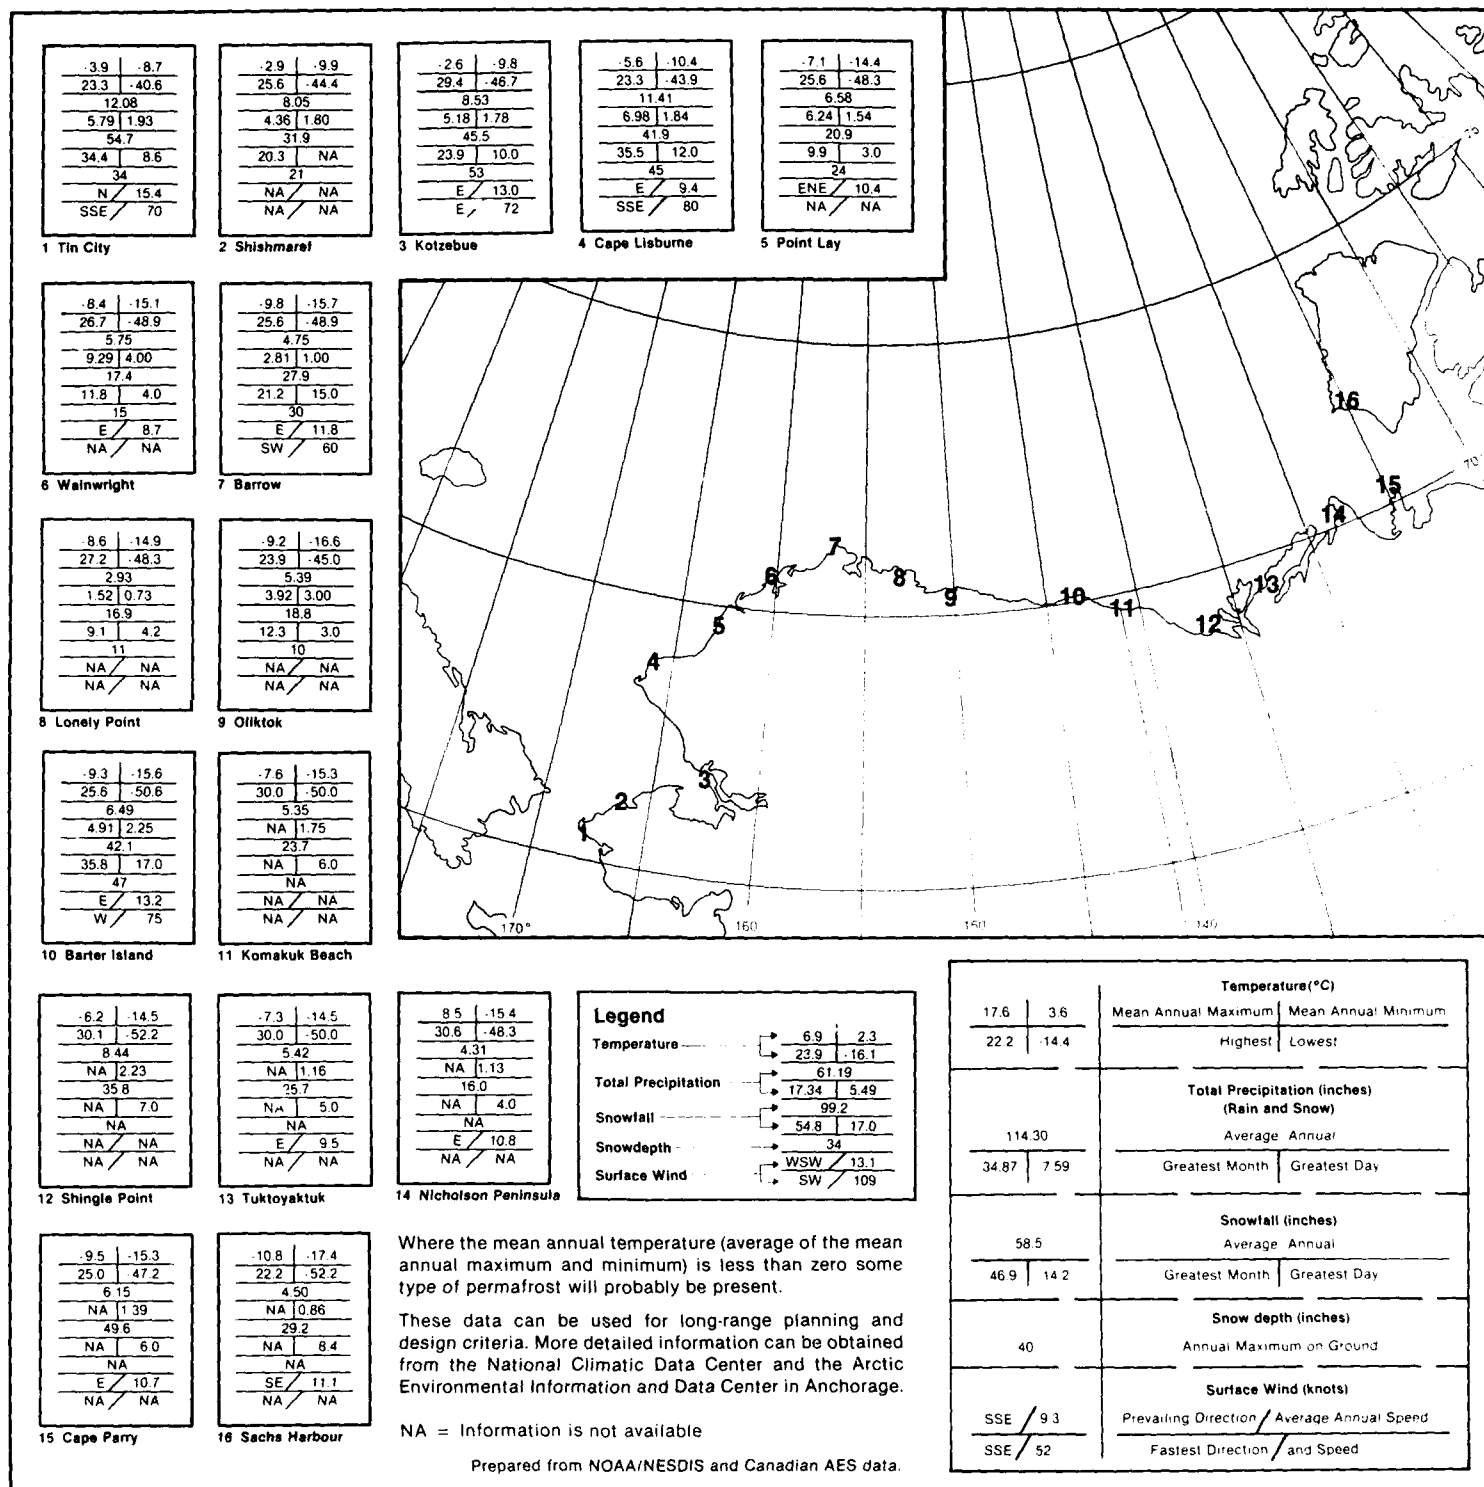 -3.9 | -8.7
23.3 | -40.6
12.08
5.79 | 1.93
54.7
34.4 | 8.6
34
N / 15.4
SSE / 70
1 Tin City
-2.9 | -9.9
25.6 | -44.4
8.05
4.36 | 1.80
31.9
20.3 | NA
21
NA / NA
NA / NA
2 Shishmaref
-2.6 | -9.8
29.4 | -46.7
8.53
5.18 | 1.78
45.5
23.9 | 10.0
53
E / 13.0
E / 72
3 Kotzebue
-5.6 | -10.4
23.3 | -43.9
11.41
6.98 | 1.84
41.9
35.5 | 12.0
45
E / 9.4
SSE / 80
4 Cape Lisburne
-7.1 | -14.4
25.6 | -48.3
6.58
6.24 | 1.54
20.9
9.9 | 3.0
24
ENE / 10.4
NA / NA
5 Point Lay
-8.4 | -15.1
26.7 | -48.9
5.75
9.29 | 4.00
17.4
11.8 | 4.0
15
E / 8.7
NA / NA
6 Wainwright
-9.8 | -15.7
25.6 | -48.9
4.75
2.81 | 1.00
27.9
21.2 | 15.0
30
E / 11.8
SW / 60
7 Barrow
-8.6 | -14.9
27.2 | -48.3
2.93
1.52 | 0.73
16.9
9.1 | 4.2
11
NA / NA
NA / NA
8 Lonely Point
-9.2 | -16.6
23.9 | -45.0
5.39
3.92 | 3.00
18.8
12.3 | 3.0
10
NA / NA
NA / NA
9 Oliktok
-9.3 | -15.6
25.6 | -50.6
6.49
4.91 | 2.25
42.1
35.8 | 17.0
47
E / 13.2
W / 75
10 Barter Island
-7.6 | -15.3
30.0 | -50.0
5.35
NA | 1.75
23.7
NA | 6.0
NA
NA / NA
NA / NA
11 Komakuk Beach
-6.2 | -14.5
30.1 | -52.2
8.44
NA | 2.23
35.8
NA | 7.0
NA
NA / NA
NA / NA
12 Shingle Point
-7.3 | -14.5
30.0 | -50.0
5.42
NA | 1.16
25.7
NA | 5.0
NA
E / 9.5
NA / NA
13 Tuktoyaktuk
8.5 | -15.4
30.6 | -48.3
4.31
NA | 1.13
16.0
NA | 4.0
NA
E / 10.8
NA / NA
14 Nicholson Peninsula
-9.5 | -15.3
25.0 | -47.2
6.15
NA | 1.39
49.6
NA | 6.0
NA
E / 10.7
NA / NA
15 Cape Parry
-10.8 | -17.4
22.2 | -52.2
4.50
NA | 0.86
29.2
NA | 8.4
NA
SE / 11.1
NA / NA
16 Sachs Harbour
16
70°
15
14
7
6
8
13
9
10
11
5
12
4
3
2
1
170°
160
150
140
Legend
Temperature
6.9 | 2.3
23.9 | -16.1
Total Precipitation
61.19
17.34 | 5.49
Snowfall
99.2
54.8 | 17.0
Snowdepth
34
Surface Wind
WSW / 13.1
SW / 109
Where the mean annual temperature (average of the mean
annual maximum and minimum) is less than zero some
type of permafrost will probably be present.
These data can be used for long-range planning and
design criteria. More detailed information can be obtained
from the National Climatic Data Center and the Arctic
Environmental Information and Data Center in Anchorage.
NA = Information is not available
Prepared from NOAA/NESDIS and Canadian AES data.
Temperature(°C)
17.6 | 3.6 Mean Annual Maximum | Mean Annual Minimum
22.2 | -14.4 Highest | Lowest
Total Precipitation (inches)
(Rain and Snow)
114.30 Average Annual
34.87 | 7.59 Greatest Month | Greatest Day
Snowfall (inches)
58.5 Average Annual
46.9 | 14.2 Greatest Month | Greatest Day
Snow depth (inches)
40 Annual Maximum on Ground
Surface Wind (knots)
SSE / 9.3 Prevailing Direction / Average Annual Speed
SSE / 52 Fastest Direction / and Speed